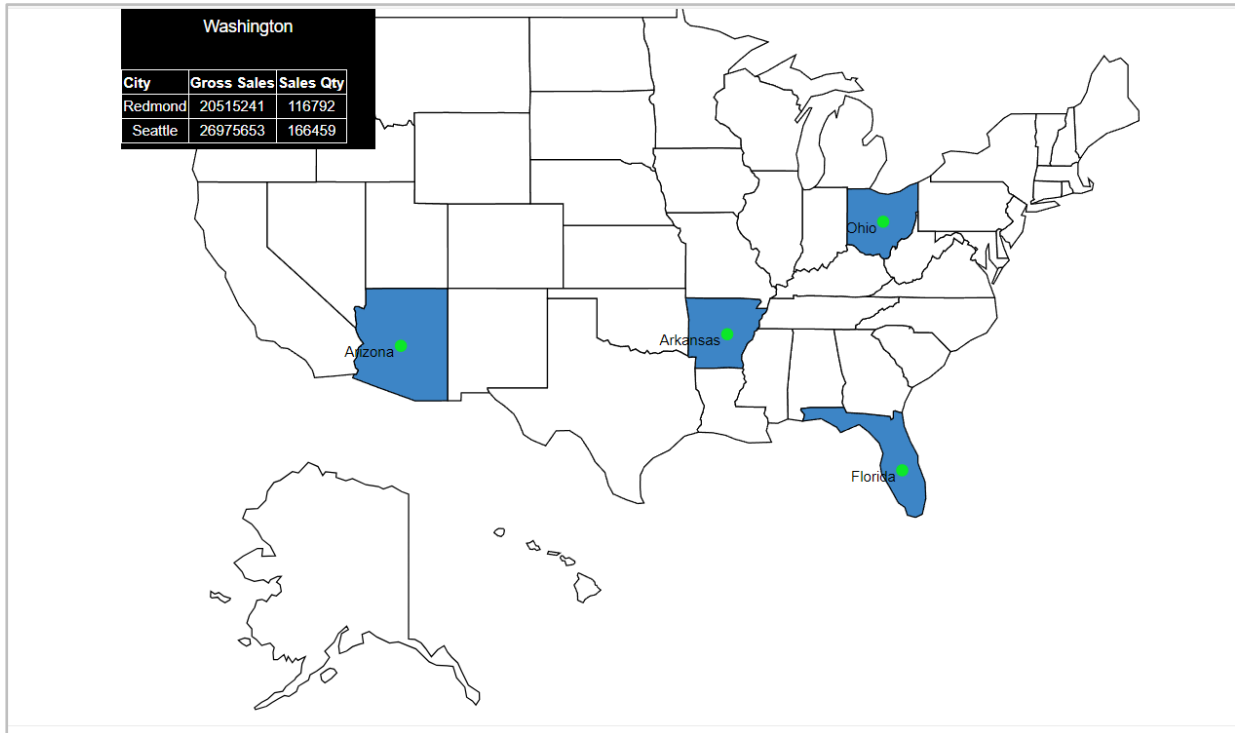 Washington
City Gross Sales Sales Qty
Redmond 20515241 116792
Seattle 26975653 166459
Ohio
Arkansas
Arizona
Florida